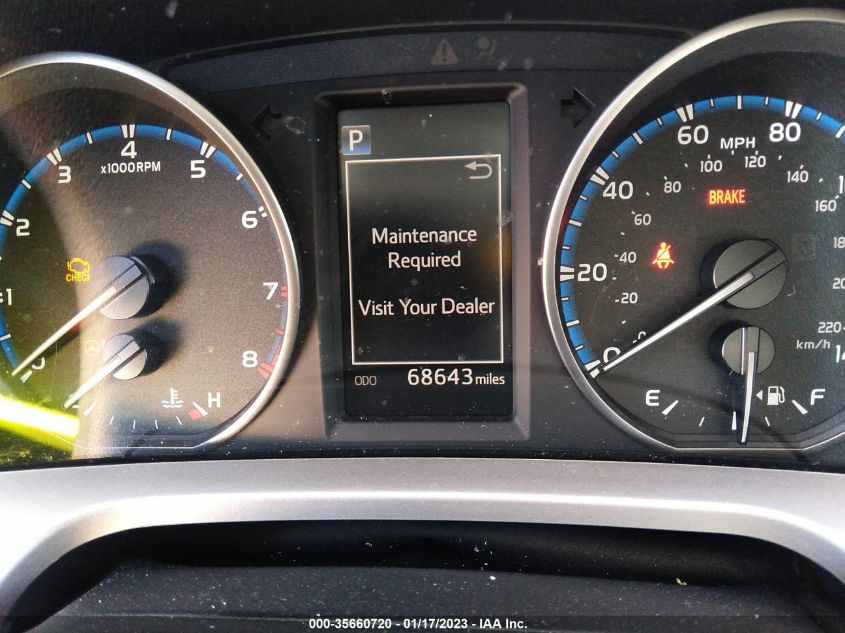 P
Maintenance
Required
Visit Your Dealer
ODO 68643 miles
x1000RPM
1
2
3
4
5
6
7
8
CHECK
H
MPH
0
20
40
60
80
0
20
40
60
80
100
120
140
160
220
km/h
BRAKE
E
F
000-35660720 - 01/17/2023 - IAA Inc.